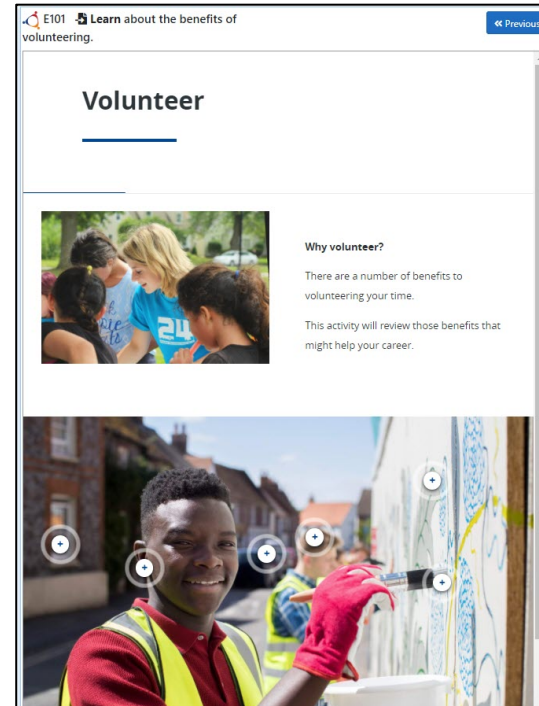 E101 Learn about the benefits of
volunteering.
« Previous
Volunteer
Why volunteer?
There are a number of benefits to
volunteering your time.
This activity will review those benefits that
might help your career.
24